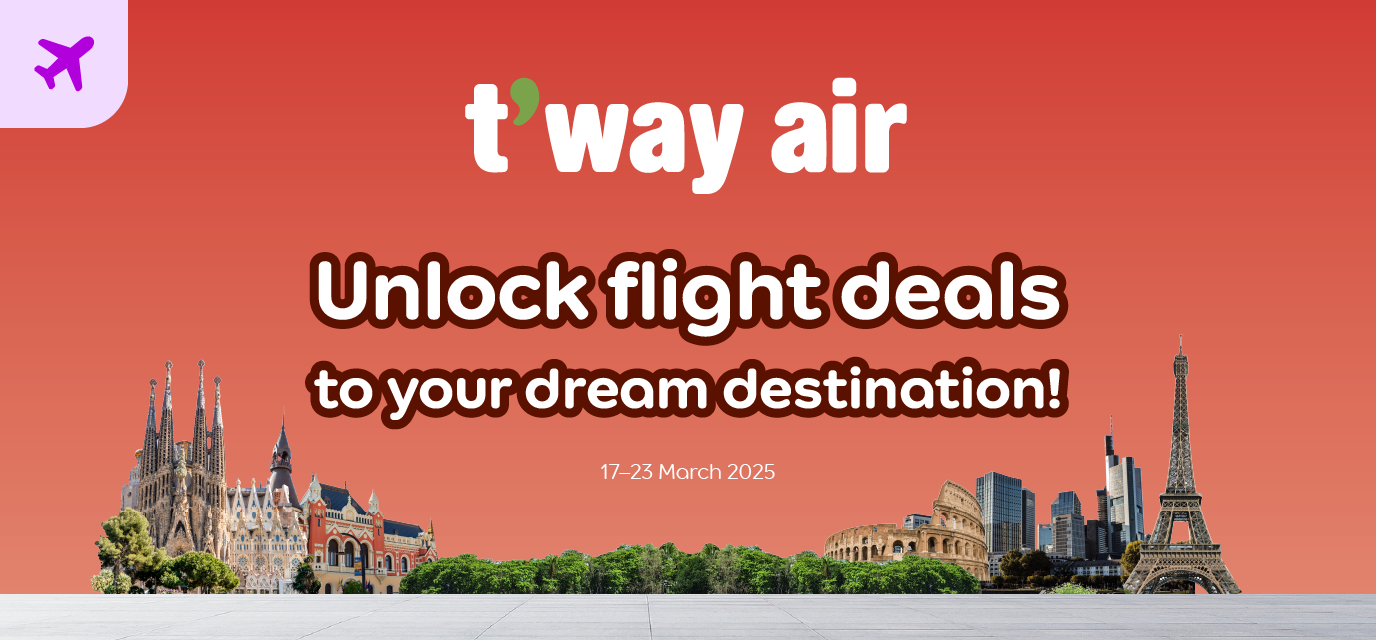 t’way air
Unlock flight deals
to your dream destination!
17–23 March 2025